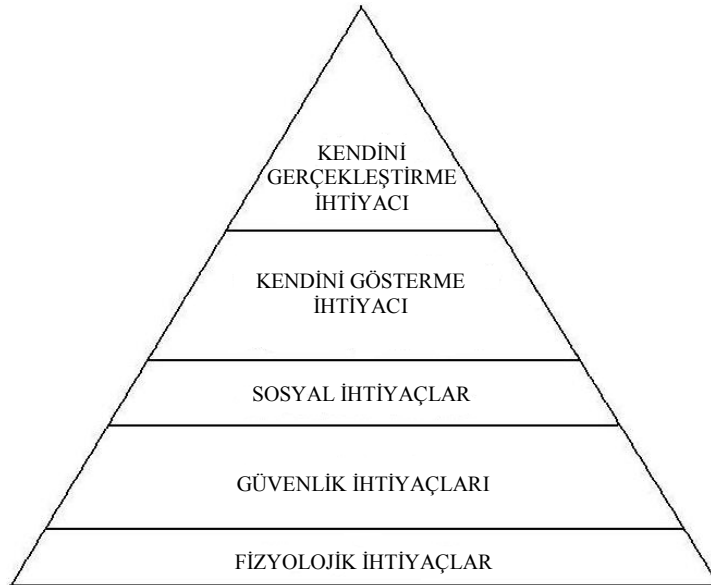 KENDİNİ
GERÇEKLEŞTİRME
İHTİYACI
KENDİNİ GÖSTERME
İHTİYACI
SOSYAL İHTİYAÇLAR
GÜVENLİK İHTİYAÇLARI
FİZYOLOJİK İHTİYAÇLAR